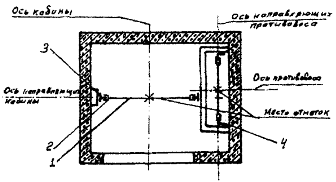 Ось кабины
Ось направляющих
противовеса
3
Ось направляющих
кабины
Ось противовеса
Место отметок
2
1
4